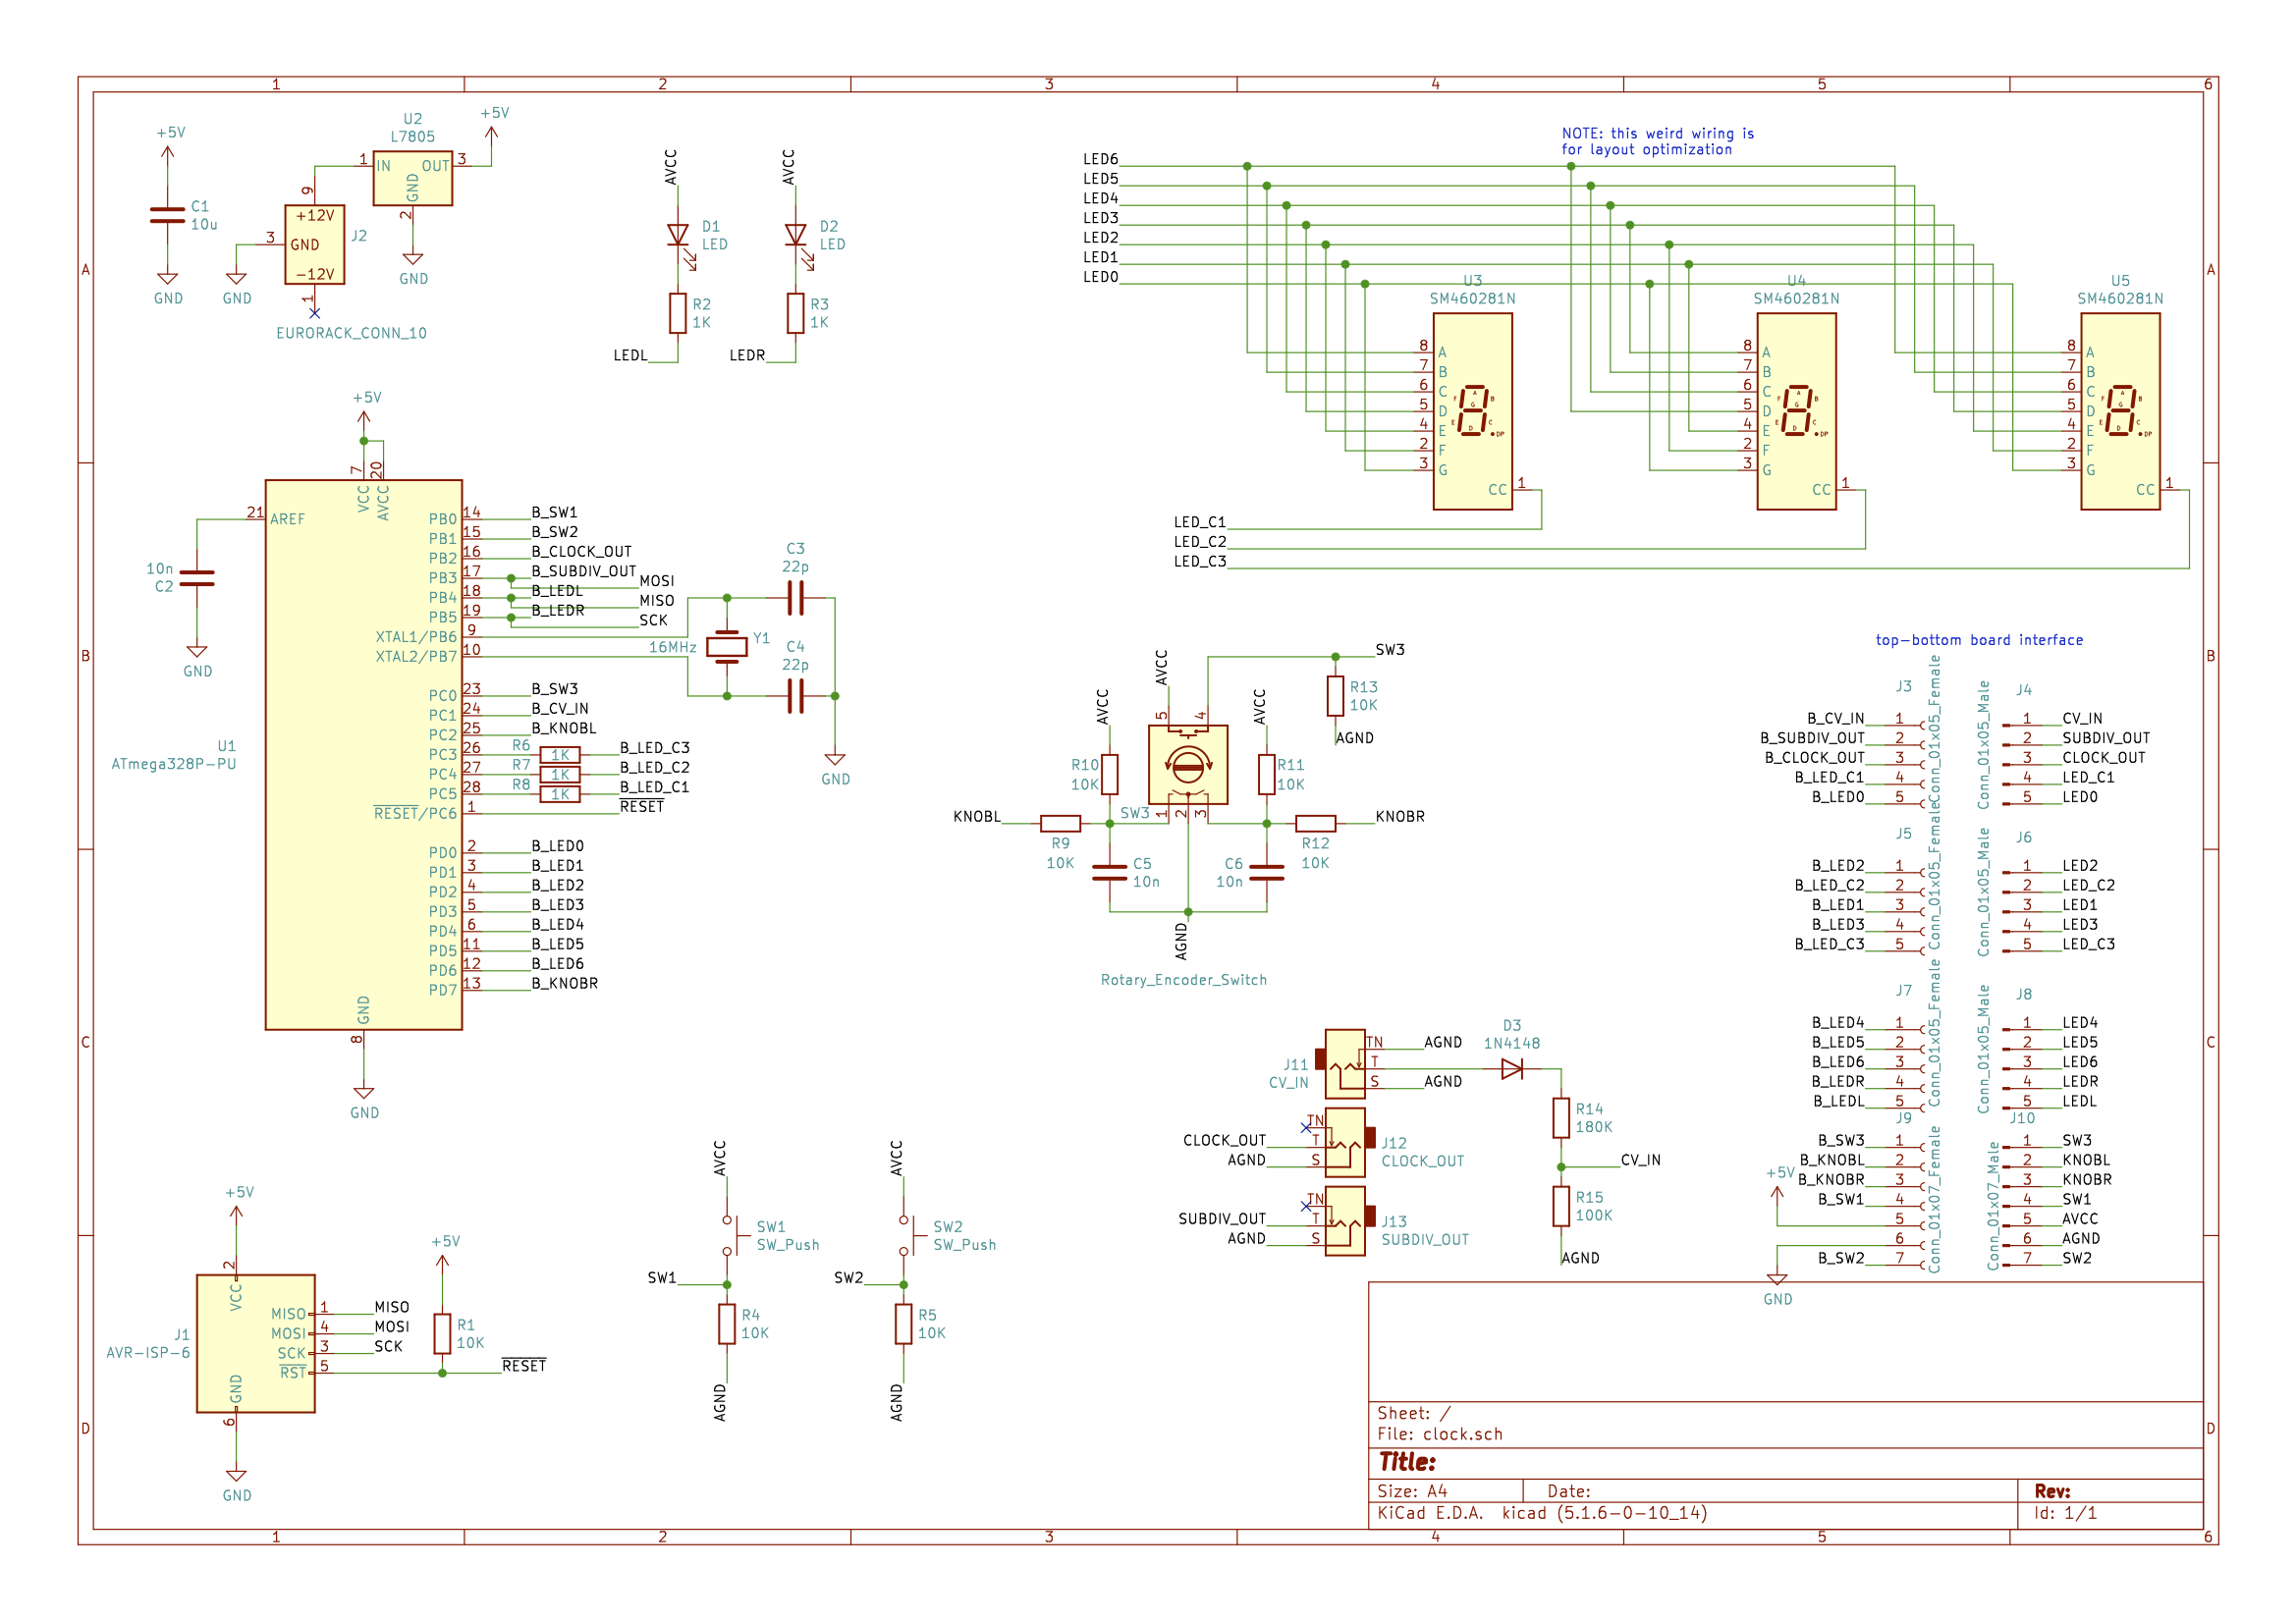 1 2 3 4 5 6
A
B
C
D
+5V
C1
10u
GND
U2
L7805
+5V
1 IN OUT 3
GND
2
GND
9
+12V
3 GND
-12V
1
J2
GND
EURORACK_CONN_10
AVCC
D1
LED
R2
1K
LEDL
AVCC
D2
LED
R3
1K
LEDR
NOTE: this weird wiring is
for layout optimization
LED6
LED5
LED4
LED3
LED2
LED1
LED0
U3
SM460281N
8 A
7 B
6 C
5 D
4 E
2 F
3 G
CC 1
A
B
C
D
E
F
G
DP
U4
SM460281N
8 A
7 B
6 C
5 D
4 E
2 F
3 G
CC 1
A
B
C
D
E
F
G
DP
U5
SM460281N
8 A
7 B
6 C
5 D
4 E
2 F
3 G
CC 1
A
B
C
D
E
F
G
DP
LED_C1
LED_C2
LED_C3
+5V
7 20
VCC
AVCC
21 AREF
10n
C2
GND
U1
ATmega328P-PU
PB0 14 B_SW1
PB1 15 B_SW2
PB2 16 B_CLOCK_OUT
PB3 17 B_SUBDIV_OUT
MOSI
PB4 18 B_LEDL
MISO
PB5 19 B_LEDR
SCK
XTAL1/PB6 9
XTAL2/PB7 10
PC0 23 B_SW3
PC1 24 B_CV_IN
PC2 25 B_KNOBL
PC3 26 R6 1K B_LED_C3
PC4 27 R7 1K B_LED_C2
PC5 28 R8 1K B_LED_C1
RESET/PC6 1 RESET
PD0 2 B_LED0
PD1 3 B_LED1
PD2 4 B_LED2
PD3 5 B_LED3
PD4 6 B_LED4
PD5 11 B_LED5
PD6 12 B_LED6
PD7 13 B_KNOBR
GND
8
GND
C3
22p
16MHz
Y1
C4
22p
GND
AVCC
AVCC
AVCC
SW3
R13
10K
AGND
5 4
R10
10K
R11
10K
SW3
1 2 3
KNOBL
R9
10K
KNOBR
R12
10K
C5
10n
C6
10n
AGND
Rotary_Encoder_Switch
top-bottom board interface
J3
Conn_01x05_Female
B_CV_IN 1
B_SUBDIV_OUT 2
B_CLOCK_OUT 3
B_LED_C1 4
B_LED0 5
J4
Conn_01x05_Male
1 CV_IN
2 SUBDIV_OUT
3 CLOCK_OUT
4 LED_C1
5 LED0
J5
Conn_01x05_Female
B_LED2 1
B_LED_C2 2
B_LED1 3
B_LED3 4
B_LED_C3 5
J6
Conn_01x05_Male
1 LED2
2 LED_C2
3 LED1
4 LED3
5 LED_C3
J7
Conn_01x05_Female
B_LED4 1
B_LED5 2
B_LED6 3
B_LEDR 4
B_LEDL 5
J8
Conn_01x05_Male
1 LED4
2 LED5
3 LED6
4 LEDR
5 LEDL
J9
Conn_01x07_Female
B_SW3 1
B_KNOBL 2
B_KNOBR 3
B_SW1 4
+5V
5
6
B_SW2 7
GND
J10
Conn_01x07_Male
1 SW3
2 KNOBL
3 KNOBR
4 SW1
5 AVCC
6 AGND
7 SW2
J11
CV_IN
TN AGND
T
S AGND
D3
1N4148
R14
180K
CV_IN
R15
100K
AGND
TN
CLOCK_OUT T
AGND S
J12
CLOCK_OUT
TN
SUBDIV_OUT T
AGND S
J13
SUBDIV_OUT
AVCC
SW1
SW_Push
SW1
R4
10K
AGND
AVCC
SW2
SW_Push
SW2
R5
10K
AGND
+5V
2
VCC
J1
AVR-ISP-6
MISO 1 MISO
MOSI 4 MOSI
SCK 3 SCK
RST 5
GND
6
GND
+5V
R1
10K
RESET
Sheet: /
File: clock.sch
Title:
Size: A4 Date: Rev:
KiCad E.D.A. kicad (5.1.6-0-10_14) Id: 1/1
A
B
C
D
1 2 3 4 5 6